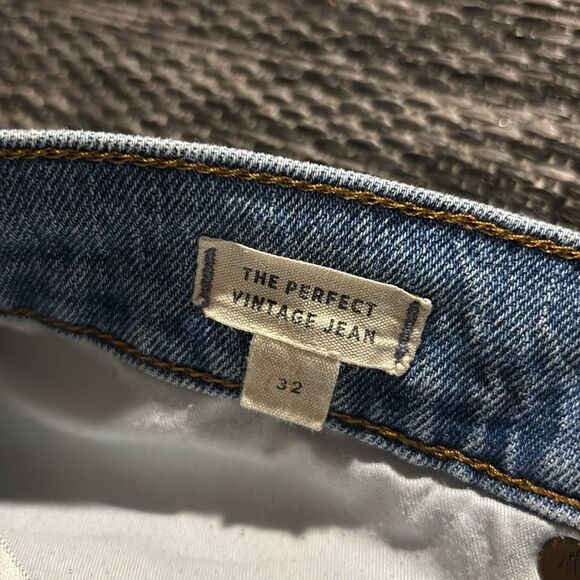 THE PERFECT
VINTAGE JEAN
32